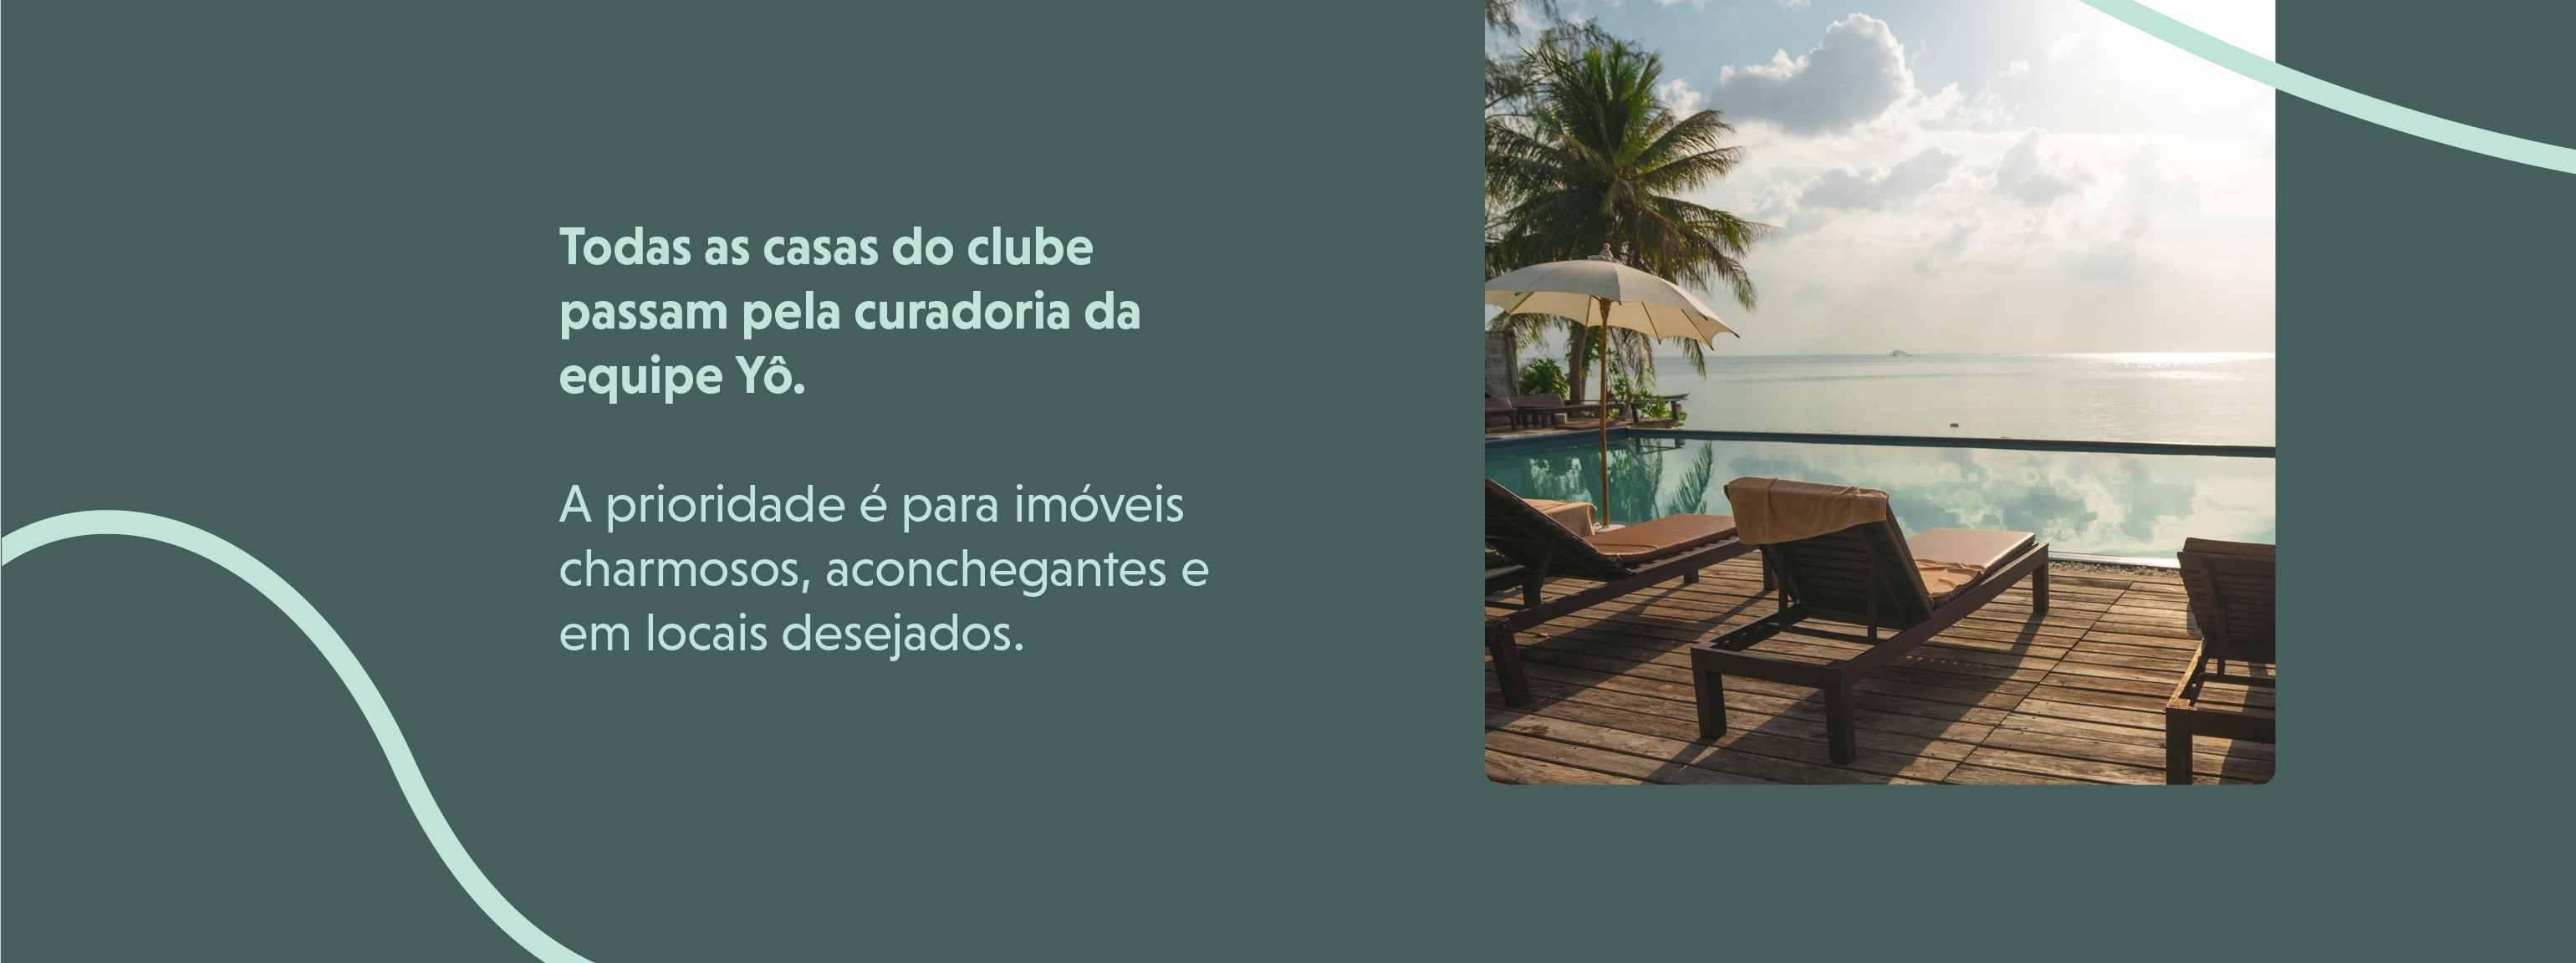 Todas as casas do clube
passam pela curadoria da
equipe Yô.
A prioridade é para imóveis
charmosos, aconchegantes e
em locais desejados.